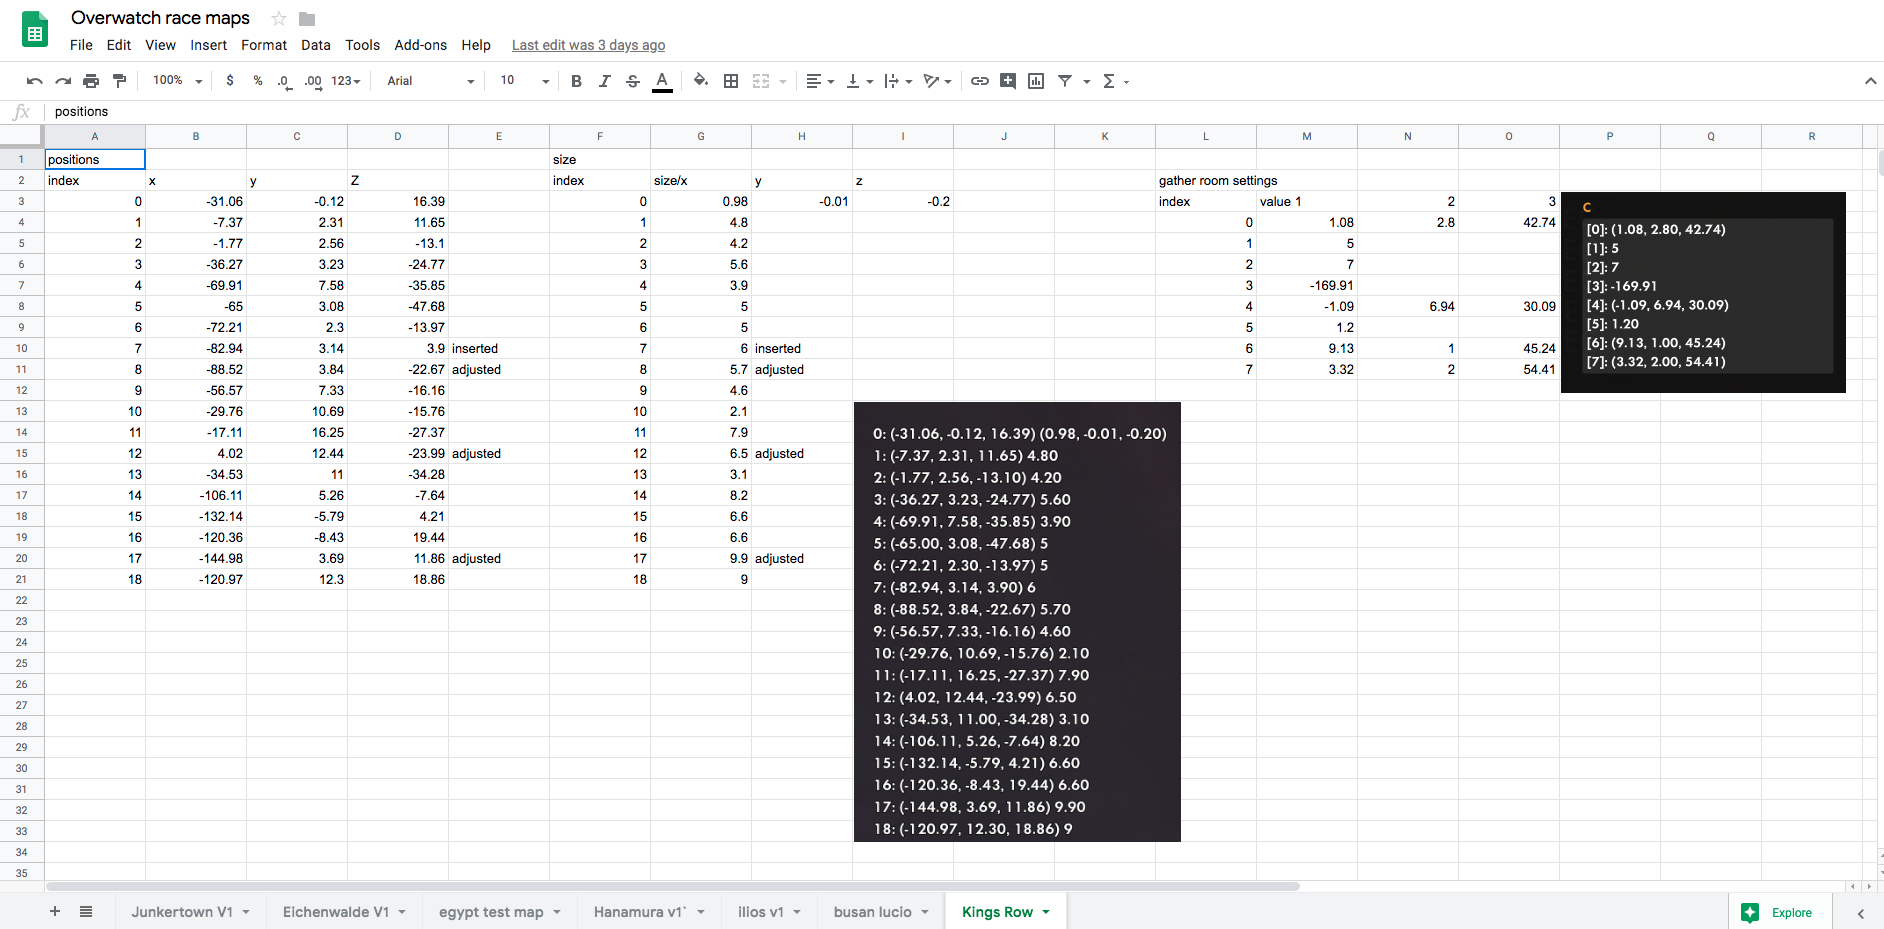 Overwatch race maps
File Edit View Insert Format Data Tools Add-ons Help Last edit was 3 days ago
100% $ % .0 .00 123 Arial 10 B I S A Σ
fx positions
A B C D E F G H I J K L M N O P Q R
1 positions size
2 index x y Z index size/x y z gather room settings
3 0 -31.06 -0.12 16.39 0 0.98 -0.01 -0.2 index value 1 2 3
4 1 -7.37 2.31 11.65 1 4.8 0 1.08 2.8 42.74
5 2 -1.77 2.56 -13.1 2 4.2 1 5
6 3 -36.27 3.23 -24.77 3 5.6 2 7
7 4 -69.91 7.58 -35.85 4 3.9 3 -169.91
8 5 -65 3.08 -47.68 5 5 4 -1.09 6.94 30.09
9 6 -72.21 2.3 -13.97 6 5 5 1.2
10 7 -82.94 3.14 3.9 inserted 7 6 inserted 6 9.13 1 45.24
11 8 -88.52 3.84 -22.67 adjusted 8 5.7 adjusted 7 3.32 2 54.41
12 9 -56.57 7.33 -16.16 9 4.6
13 10 -29.76 10.69 -15.76 10 2.1
14 11 -17.11 16.25 -27.37 11 7.9
15 12 4.02 12.44 -23.99 adjusted 12 6.5 adjusted
16 13 -34.53 11 -34.28 13 3.1
17 14 -106.11 5.26 -7.64 14 8.2
18 15 -132.14 -5.79 4.21 15 6.6
19 16 -120.36 -8.43 19.44 16 6.6
20 17 -144.98 3.69 11.86 adjusted 17 9.9 adjusted
21 18 -120.97 12.3 18.86 18 9
22
23
24
25
26
27
28
29
30
31
32
33
34
35
C
[0]: (1.08, 2.80, 42.74)
[1]: 5
[2]: 7
[3]: -169.91
[4]: (-1.09, 6.94, 30.09)
[5]: 1.20
[6]: (9.13, 1.00, 45.24)
[7]: (3.32, 2.00, 54.41)
0: (-31.06, -0.12, 16.39) (0.98, -0.01, -0.20)
1: (-7.37, 2.31, 11.65) 4.80
2: (-1.77, 2.56, -13.10) 4.20
3: (-36.27, 3.23, -24.77) 5.60
4: (-69.91, 7.58, -35.85) 3.90
5: (-65.00, 3.08, -47.68) 5
6: (-72.21, 2.30, -13.97) 5
7: (-82.94, 3.14, 3.90) 6
8: (-88.52, 3.84, -22.67) 5.70
9: (-56.57, 7.33, -16.16) 4.60
10: (-29.76, 10.69, -15.76) 2.10
11: (-17.11, 16.25, -27.37) 7.90
12: (4.02, 12.44, -23.99) 6.50
13: (-34.53, 11.00, -34.28) 3.10
14: (-106.11, 5.26, -7.64) 8.20
15: (-132.14, -5.79, 4.21) 6.60
16: (-120.36, -8.43, 19.44) 6.60
17: (-144.98, 3.69, 11.86) 9.90
18: (-120.97, 12.30, 18.86) 9
Junkertown V1 Eichenwalde V1 egypt test map Hanamura v1` ilios v1 busan lucio Kings Row Explore